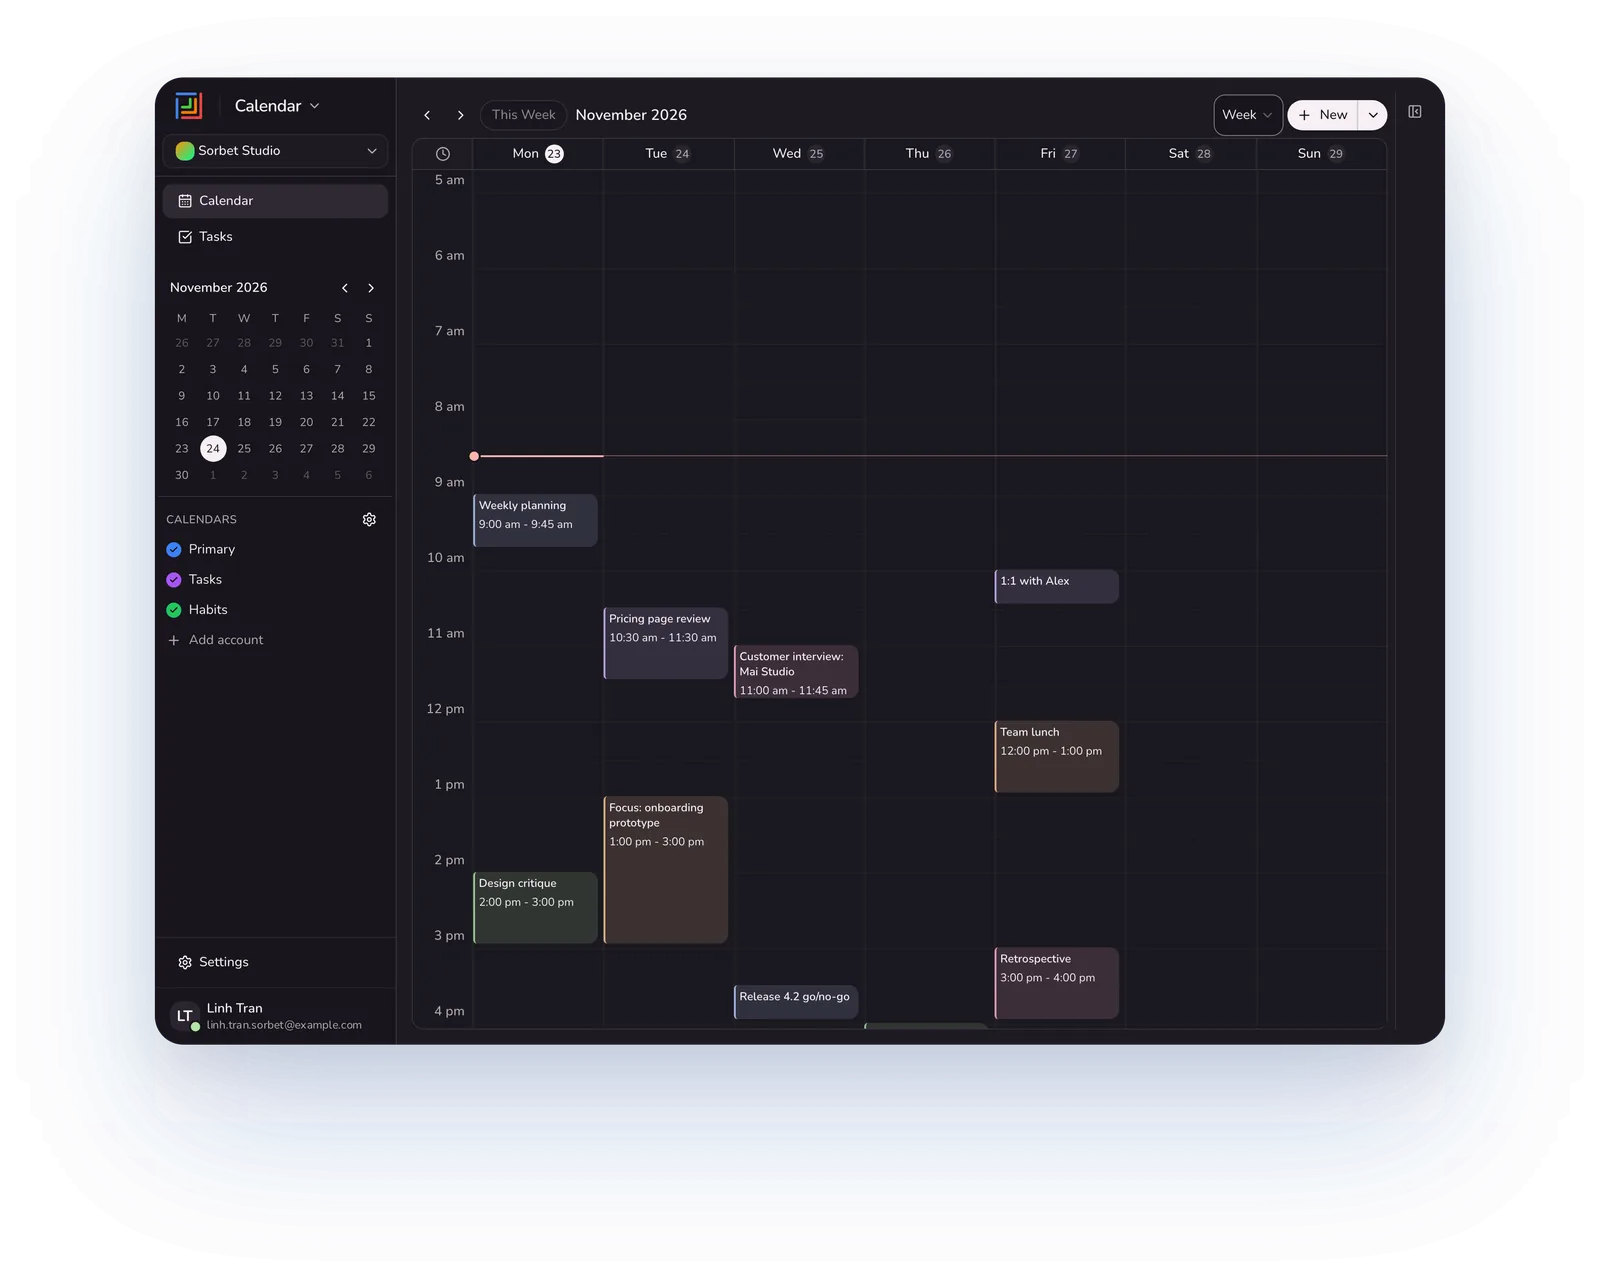 Calendar
Sorbet Studio
Calendar
Tasks
November 2026
M T W T F S S
26 27 28 29 30 31 1
2 3 4 5 6 7 8
9 10 11 12 13 14 15
16 17 18 19 20 21 22
23 24 25 26 27 28 29
30 1 2 3 4 5 6
CALENDARS
Primary
Tasks
Habits
Add account
Settings
LT
Linh Tran
linh.tran.sorbet@example.com
This Week November 2026
Week
New
Mon 23 Tue 24 Wed 25 Thu 26 Fri 27 Sat 28 Sun 29
5 am
6 am
7 am
8 am
9 am
10 am
11 am
12 pm
1 pm
2 pm
3 pm
4 pm
Weekly planning
9:00 am - 9:45 am
Design critique
2:00 pm - 3:00 pm
Pricing page review
10:30 am - 11:30 am
Focus: onboarding
prototype
1:00 pm - 3:00 pm
Customer interview:
Mai Studio
11:00 am - 11:45 am
Release 4.2 go/no-go
1:1 with Alex
Team lunch
12:00 pm - 1:00 pm
Retrospective
3:00 pm - 4:00 pm